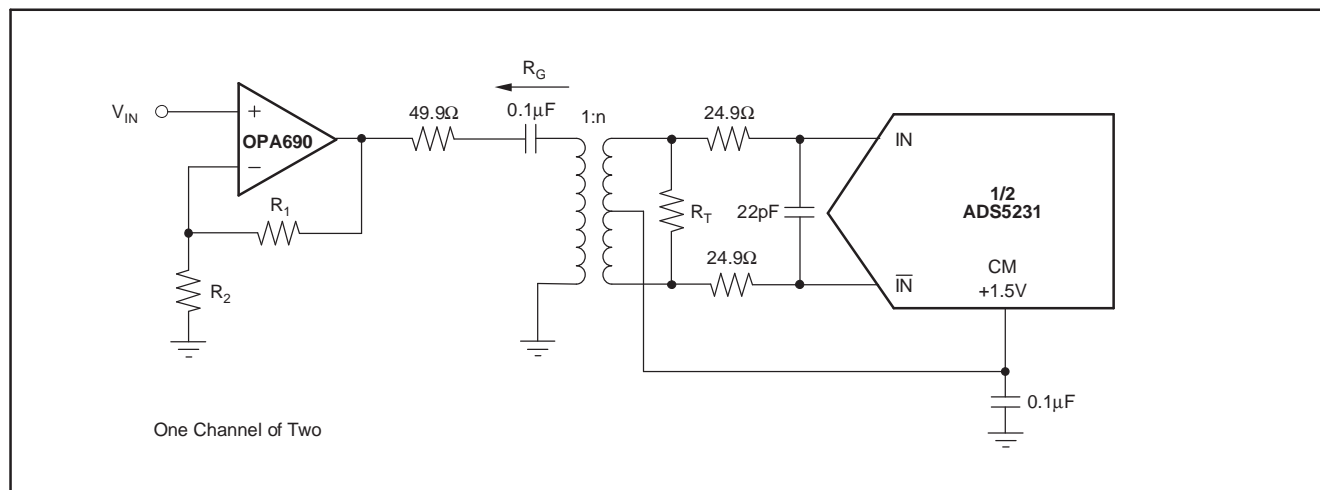 R_G
V_IN
+
OPA690
−
R_1
R_2
49.9Ω
0.1μF
1:n
24.9Ω
R_T
22pF
24.9Ω
IN
1/2
ADS5231
CM
+1.5V
I̅N̅
0.1μF
One Channel of Two